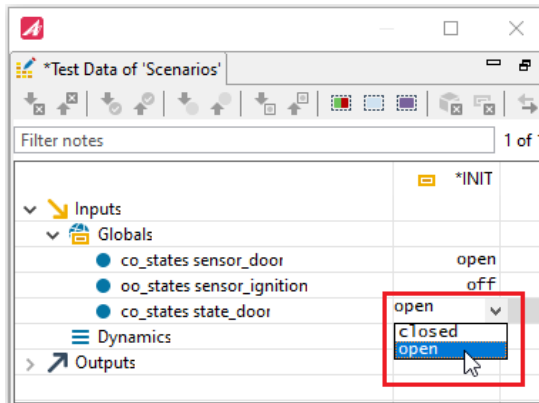 *Test Data of 'Scenarios'
Filter notes
1 of
*INIT
Inputs
Globals
co_states sensor_door open
oo_states sensor_ignition off
co_states state_door open
closed
open
Dynamics
Outputs